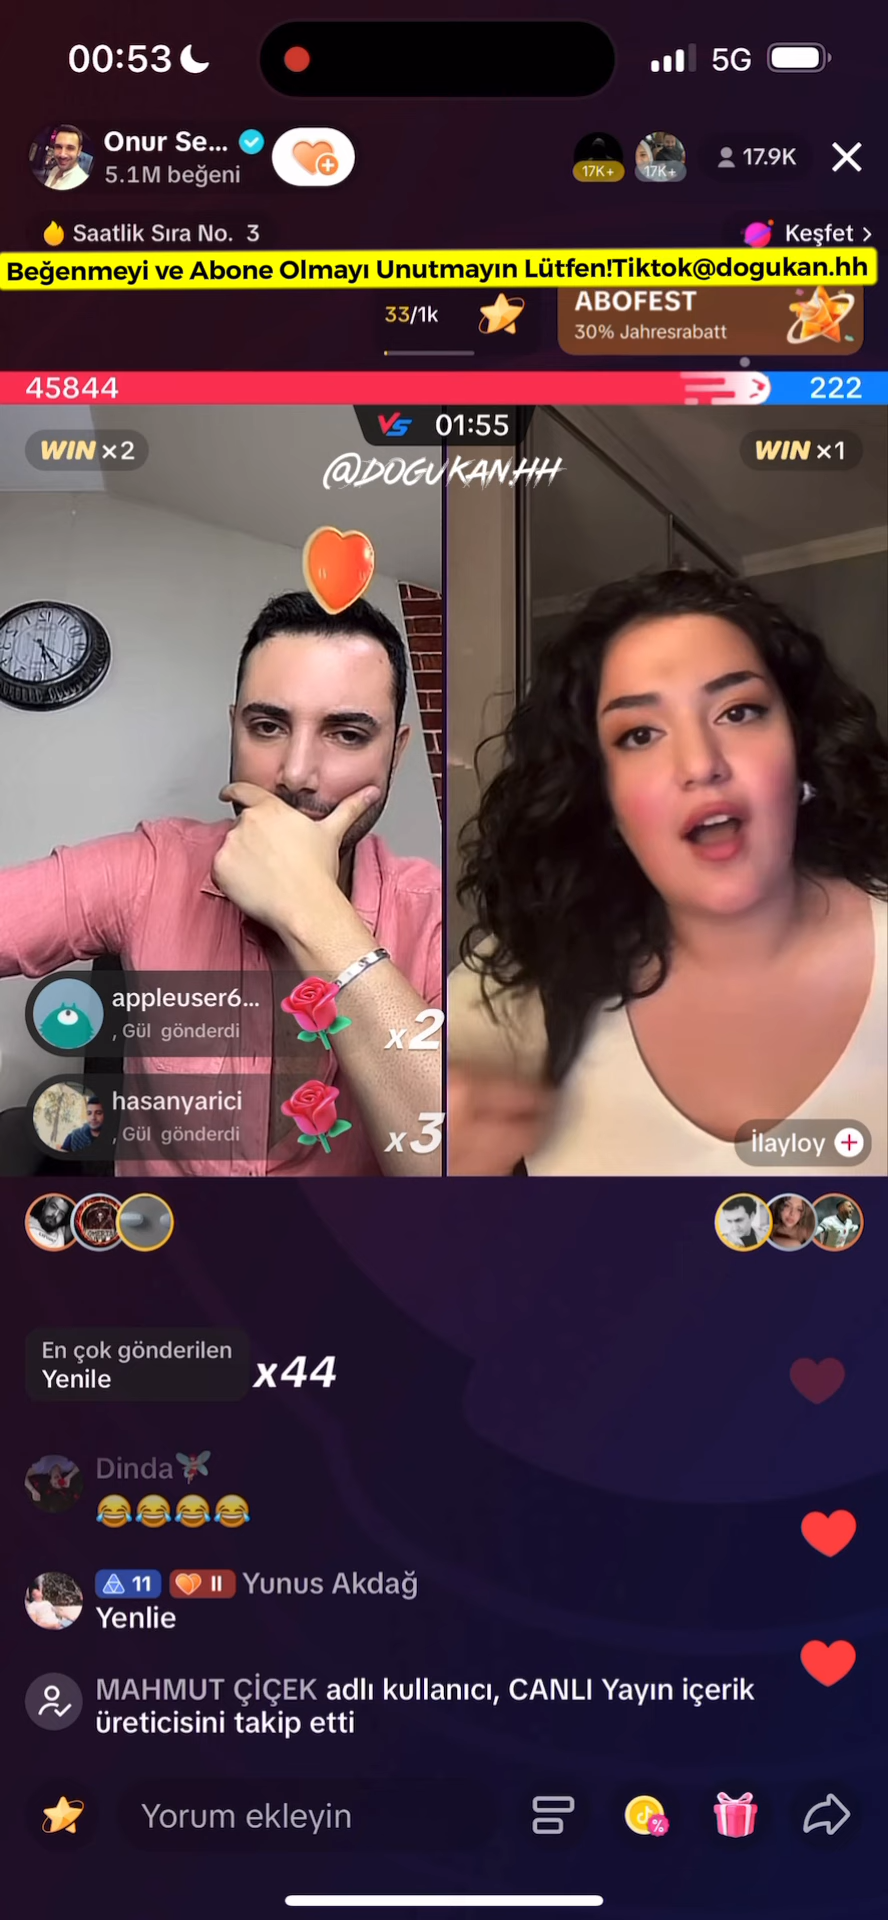 00:53
5G
Onur Se...
5.1M beğeni
17K+
17K+
17.9K
Saatlik Sıra No. 3
Keşfet >
Beğenmeyi ve Abone Olmayı Unutmayın Lütfen!Tiktok@dogukan.hh
33/1k
ABOFEST
30% Jahresrabatt
45844
222
WIN x2
VS 01:55
WIN x1
@DOGUKAN.HH
appleuser6...
, Gül gönderdi
x2
hasanyarici
, Gül gönderdi
x3
İlayloy +
En çok gönderilen
Yenile
x44
Dinda
😂😂😂😂
11 II Yunus Akdağ
Yenlie
MAHMUT ÇİÇEK adlı kullanıcı, CANLI Yayın içerik
üreticisini takip etti
Yorum ekleyin